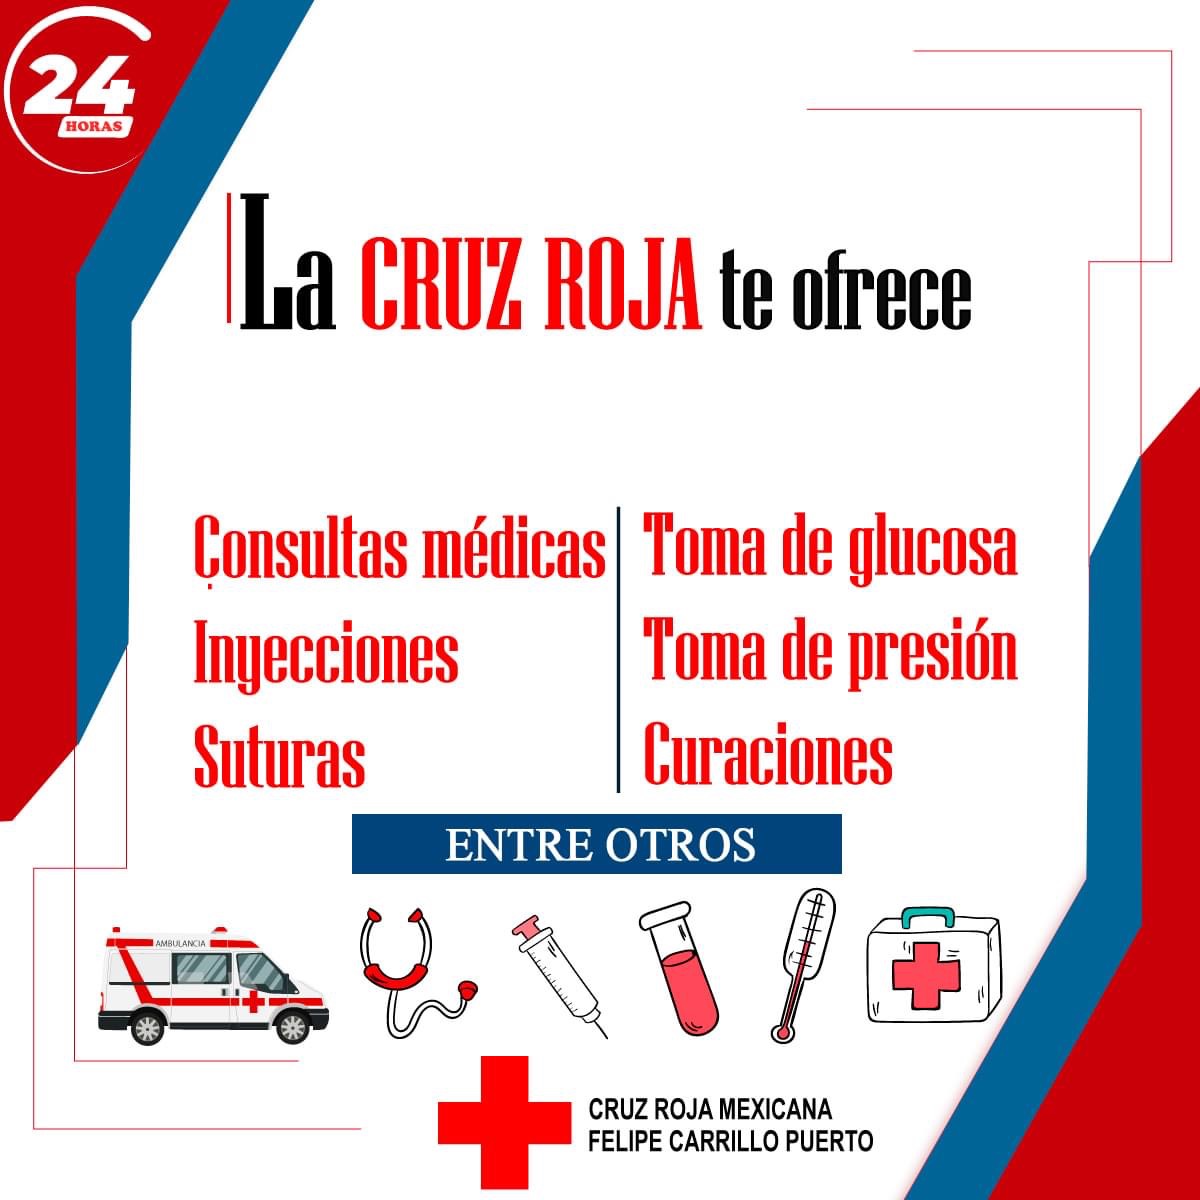 24
HORAS
La CRUZ ROJA te ofrece
Consultas médicas
Inyecciones
Suturas
Toma de glucosa
Toma de presión
Curaciones
ENTRE OTROS
AMBULANCIA
CRUZ ROJA MEXICANA
FELIPE CARRILLO PUERTO